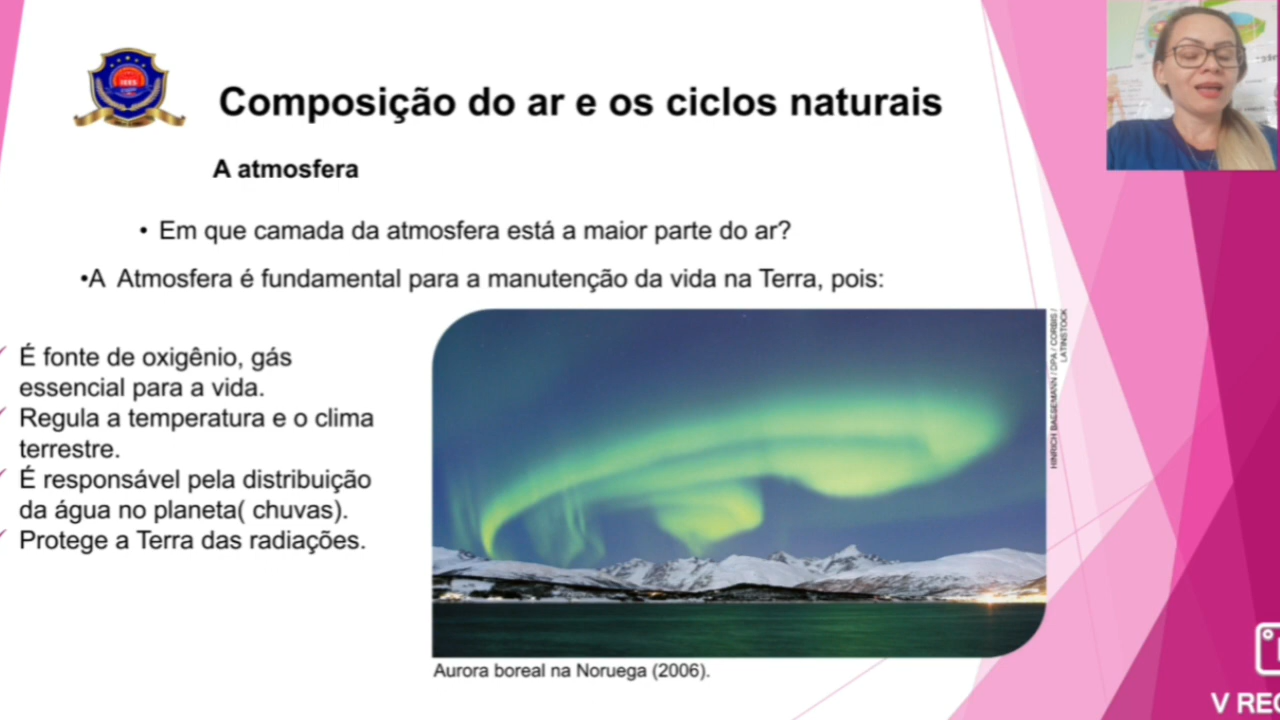 Composição do ar e os ciclos naturais
A atmosfera
• Em que camada da atmosfera está a maior parte do ar?
•A Atmosfera é fundamental para a manutenção da vida na Terra, pois:
É fonte de oxigênio, gás
essencial para a vida.
Regula a temperatura e o clima
terrestre.
É responsável pela distribuição
da água no planeta( chuvas).
Protege a Terra das radiações.
HINRICH BAESEMANN / DPA / CORBIS /
LATINSTOCK
Aurora boreal na Noruega (2006).
V REC